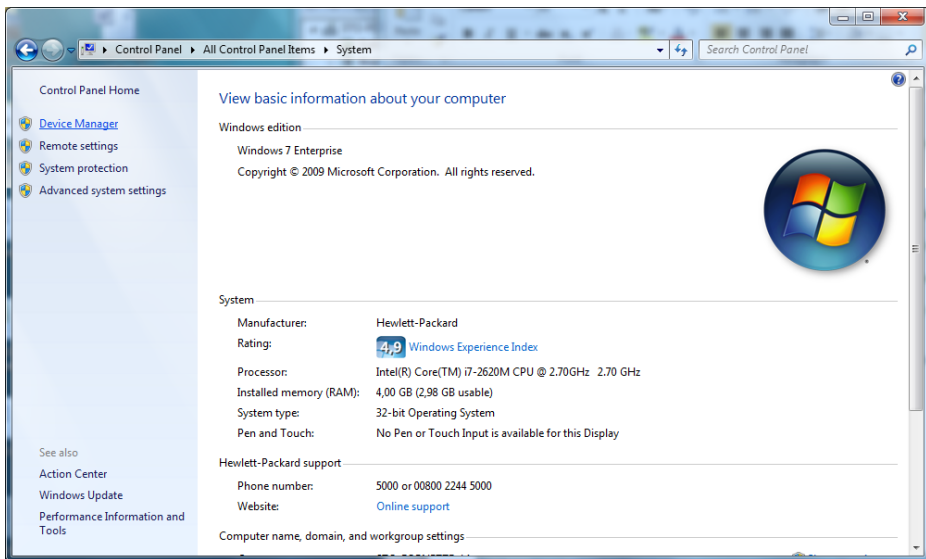 Control Panel All Control Panel Items System
Search Control Panel
Control Panel Home
Device Manager
Remote settings
System protection
Advanced system settings
See also
Action Center
Windows Update
Performance Information and
Tools
View basic information about your computer
Windows edition
Windows 7 Enterprise
Copyright © 2009 Microsoft Corporation. All rights reserved.
System
Manufacturer: Hewlett-Packard
Rating: 4,9 Windows Experience Index
Processor: Intel(R) Core(TM) i7-2620M CPU @ 2.70GHz 2.70 GHz
Installed memory (RAM): 4,00 GB (2,98 GB usable)
System type: 32-bit Operating System
Pen and Touch: No Pen or Touch Input is available for this Display
Hewlett-Packard support
Phone number: 5000 or 00800 2244 5000
Website: Online support
Computer name, domain, and workgroup settings